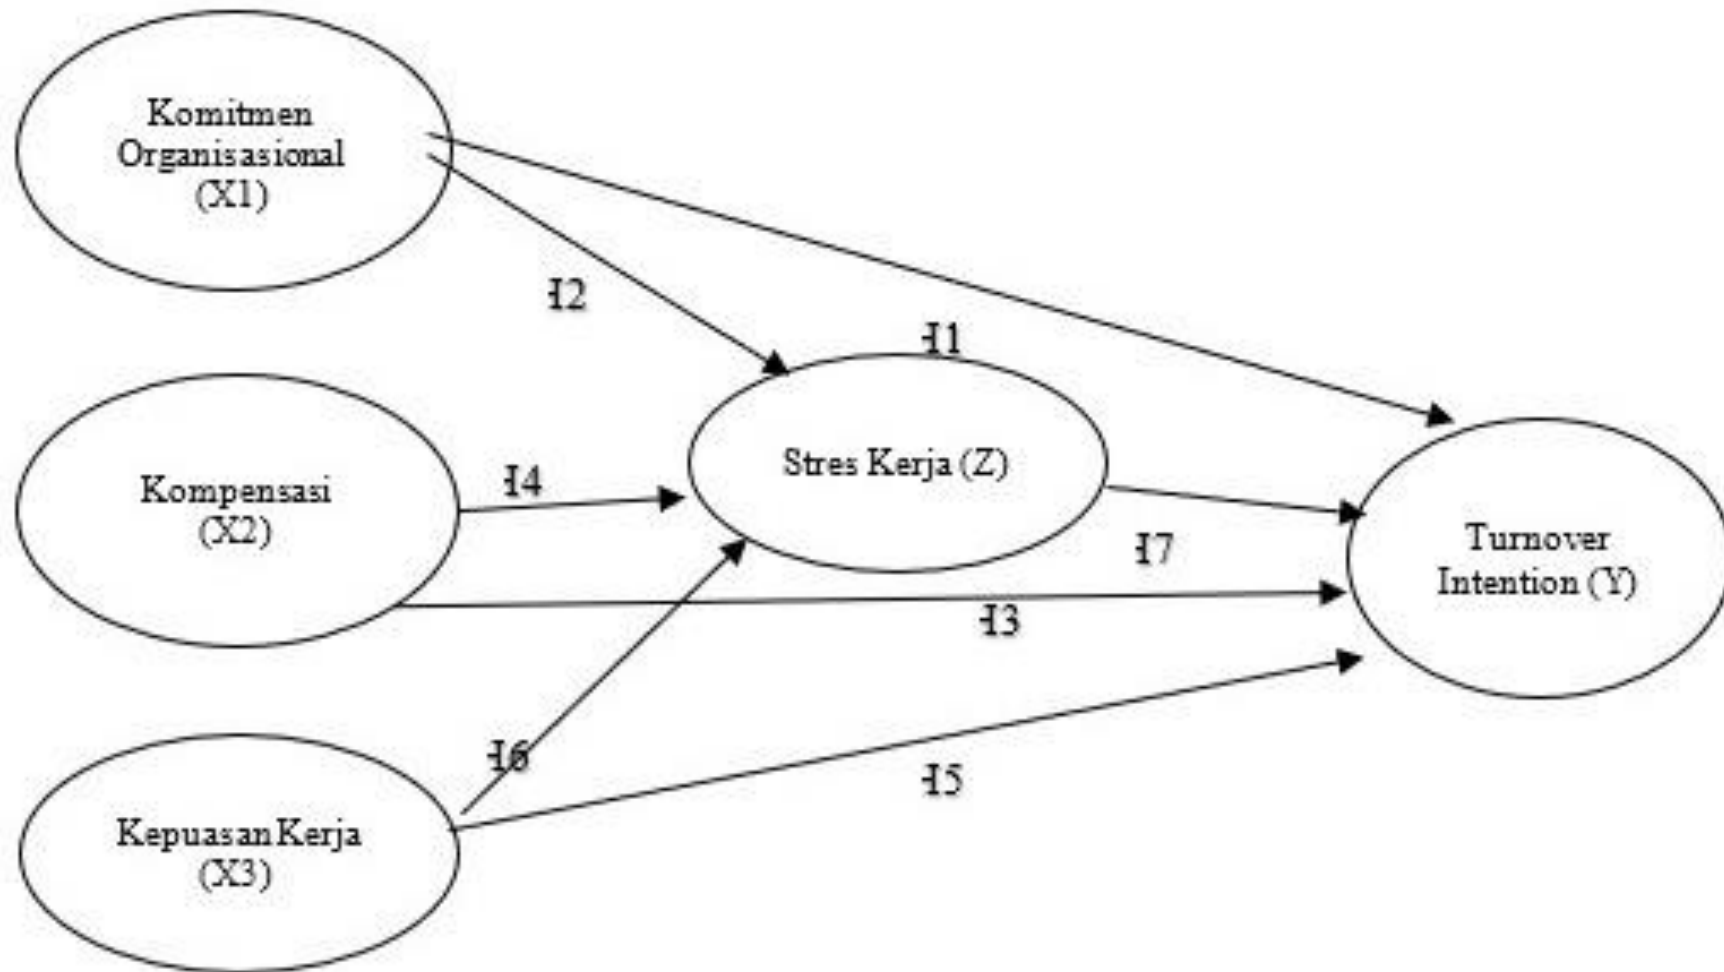 Komitmen
Organisasional
(X1)
H2
H1
Stres Kerja (Z)
H4
Kompensasi
(X2)
H7
Turnover
Intention (Y)
H3
H6
H5
Kepuasan Kerja
(X3)